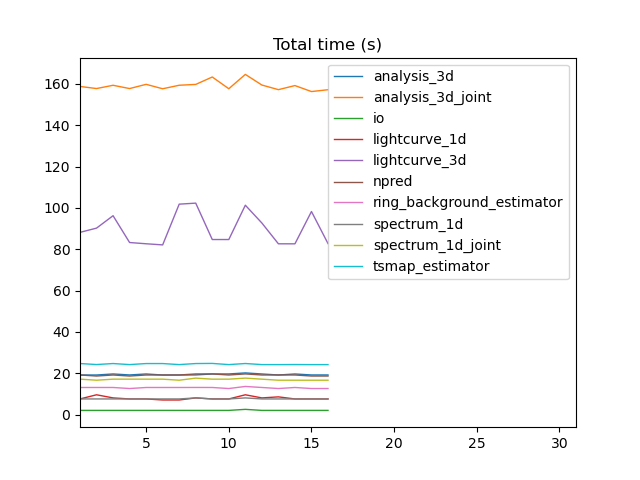 Total time (s)
160
140
120
100
80
60
40
20
0
analysis_3d
analysis_3d_joint
io
lightcurve_1d
lightcurve_3d
npred
ring_background_estimator
spectrum_1d
spectrum_1d_joint
tsmap_estimator
5 10 15 20 25 30